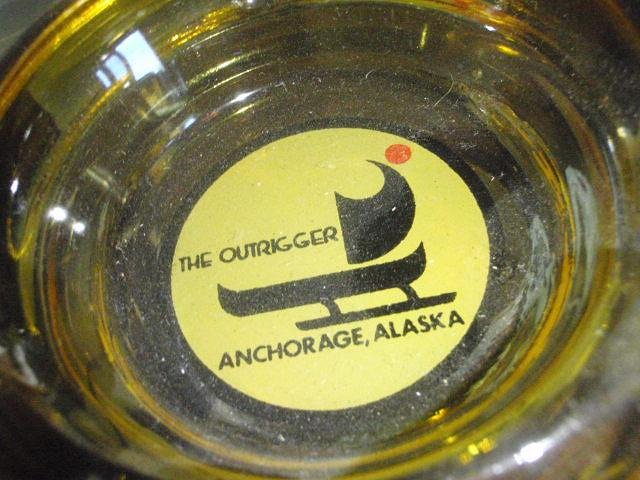 THE OUTRIGGER
ANCHORAGE, ALASKA